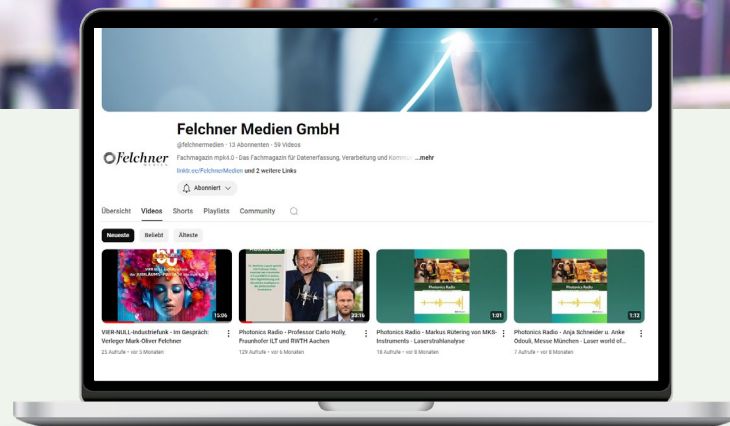 Felchner Medien GmbH
@felchnermedien · 13 Abonnenten · 59 Videos
Felchner
MEDIEN
Fachmagazin mpk4.0 - Das Fachmagazin für Datenerfassung, Verarbeitung und Kommun ...mehr
linktr.ee/FelchnerMedien und 2 weitere Links
Abonniert
Übersicht Videos Shorts Playlists Community
Neueste Beliebt Älteste
Photonics Radio
Photonics Radio
15:06
33:16
1:01
1:12
VIER-NULL-Industriefunk - Im Gespräch:
Verleger Mark-Oliver Felchner
23 Aufrufe · vor 5 Monaten
Photonics Radio - Professor Carlo Holly,
Fraunhofer ILT und RWTH Aachen
129 Aufrufe · vor 6 Monaten
Photonics Radio - Markus Rütering von MKS-
Instruments - Laserstrahlanalyse
18 Aufrufe · vor 8 Monaten
Photonics Radio - Anja Schneider u. Anke
Odouli, Messe München - Laser world of...
7 Aufrufe · vor 8 Monaten